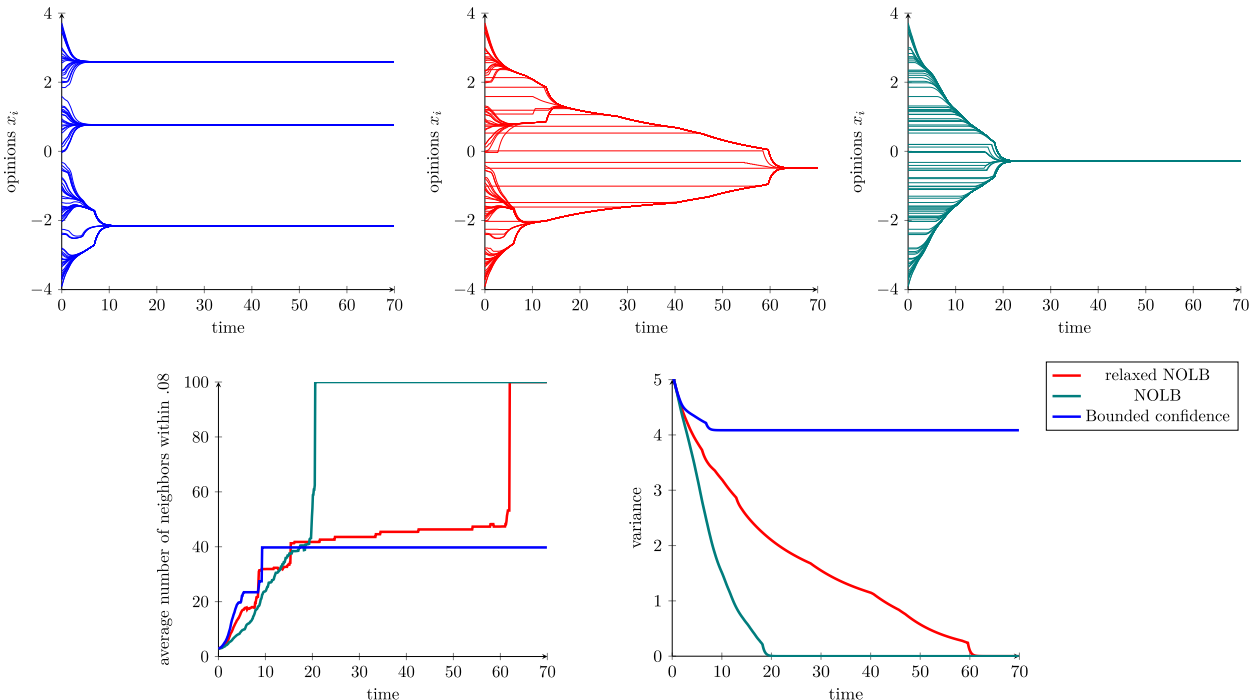 4
2
0
−2
−4
opinions x_i
0 10 20 30 40 50 60 70
time
4
2
0
−2
−4
opinions x_i
0 10 20 30 40 50 60 70
time
4
2
0
−2
−4
opinions x_i
0 10 20 30 40 50 60 70
time
100
80
60
40
20
0
average number of neighbors within .08
0 10 20 30 40 50 60 70
time
5
4
3
2
1
0
variance
0 10 20 30 40 50 60 70
time
relaxed NOLB
NOLB
Bounded confidence